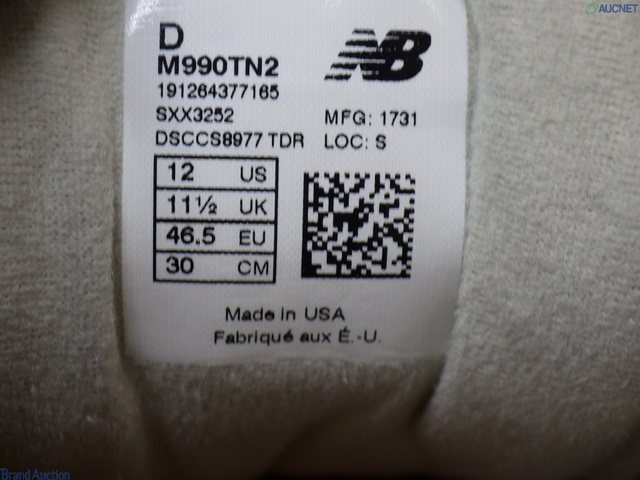 AUCNET
D
M990TN2
NB
191264377165
SXX3252
MFG: 1731
DSCCS8977 TDR LOC: S
12 US
11½ UK
46.5 EU
30 CM
Made in USA
Fabriqué aux É.-U.
Brand Auction